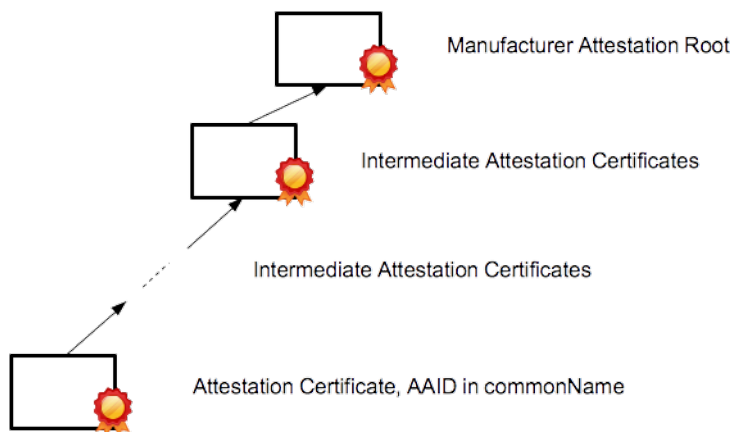 Manufacturer Attestation Root
Intermediate Attestation Certificates
Intermediate Attestation Certificates
Attestation Certificate, AAID in commonName